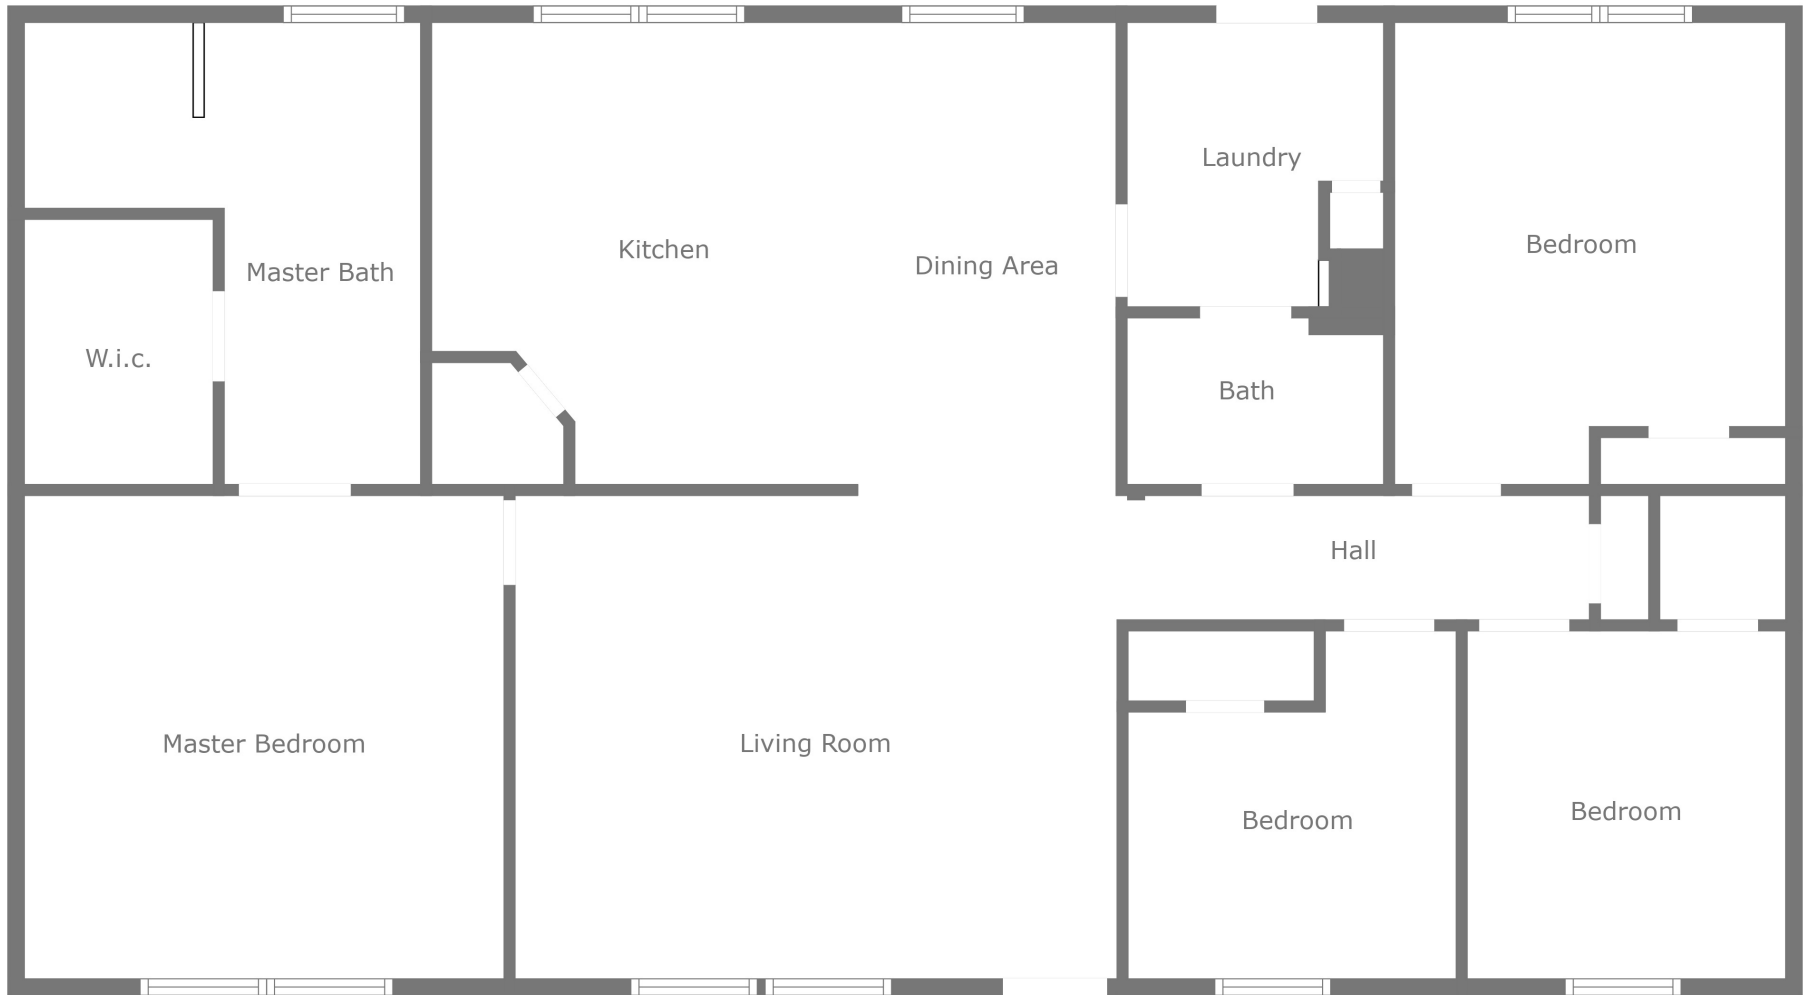 Laundry
Kitchen
Dining Area
Bedroom
Master Bath
W.i.c.
Bath
Hall
Master Bedroom
Living Room
Bedroom
Bedroom